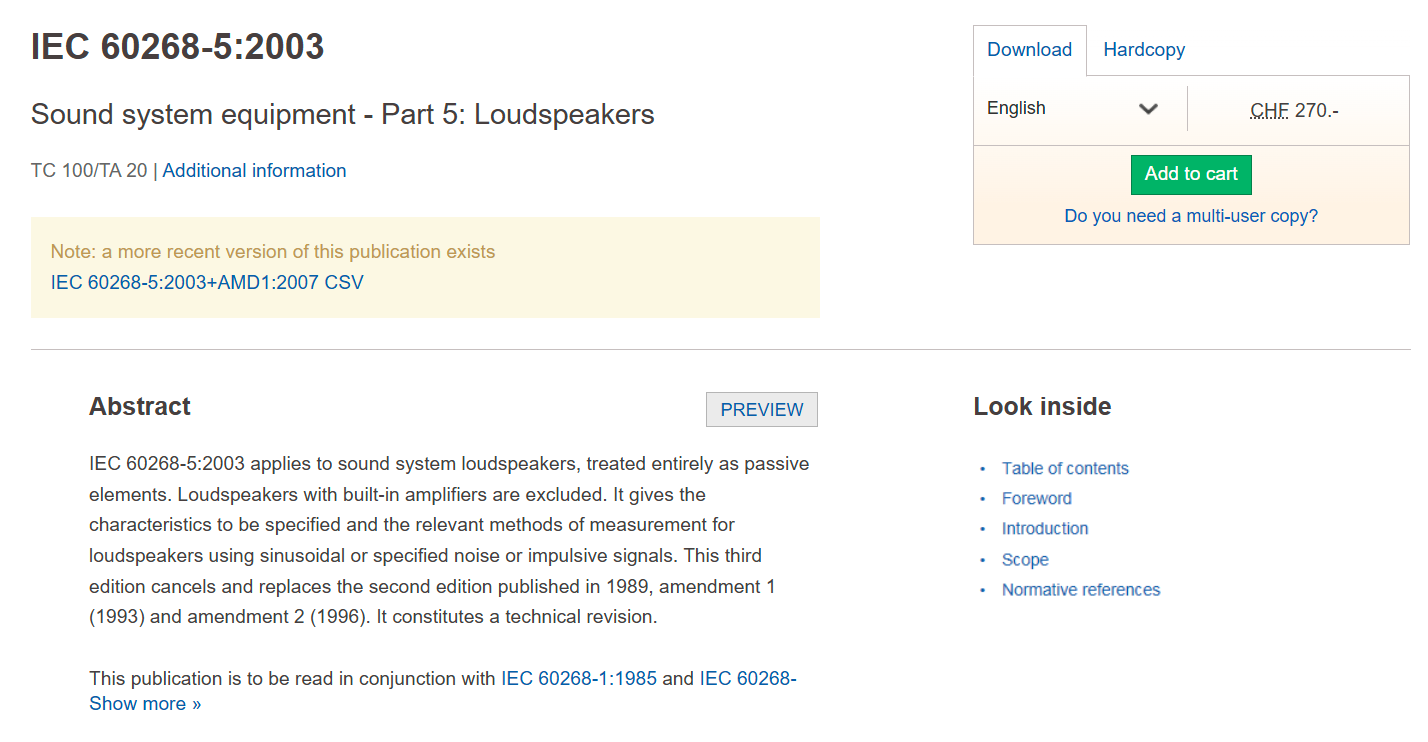 IEC 60268-5:2003
Sound system equipment - Part 5: Loudspeakers
TC 100/TA 20 | Additional information
Note: a more recent version of this publication exists
IEC 60268-5:2003+AMD1:2007 CSV
Download
Hardcopy
English
CHF 270.-
Add to cart
Do you need a multi-user copy?
Abstract
PREVIEW
IEC 60268-5:2003 applies to sound system loudspeakers, treated entirely as passive
elements. Loudspeakers with built-in amplifiers are excluded. It gives the
characteristics to be specified and the relevant methods of measurement for
loudspeakers using sinusoidal or specified noise or impulsive signals. This third
edition cancels and replaces the second edition published in 1989, amendment 1
(1993) and amendment 2 (1996). It constitutes a technical revision.
This publication is to be read in conjunction with IEC 60268-1:1985 and IEC 60268-
Show more »
Look inside
• Table of contents
• Foreword
• Introduction
• Scope
• Normative references